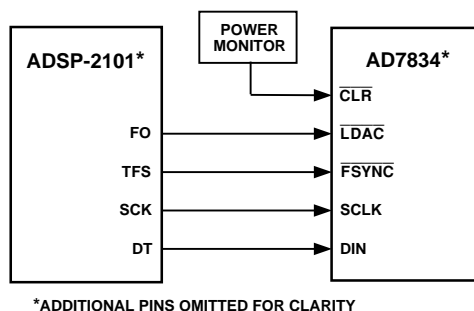 POWER
MONITOR
ADSP-2101*
AD7834*
CLR
FO
LDAC
TFS
FSYNC
SCK
SCLK
DT
DIN
*ADDITIONAL PINS OMITTED FOR CLARITY